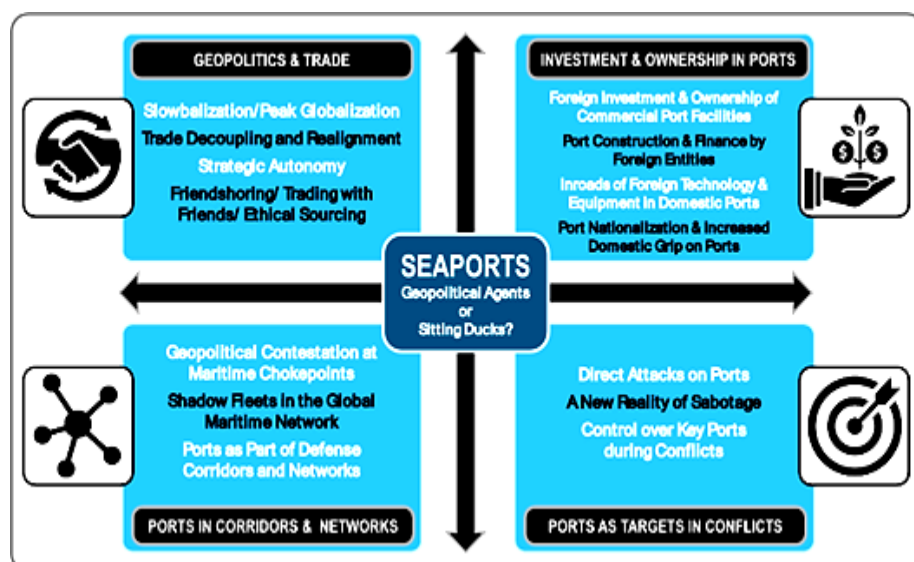 GEOPOLITICS & TRADE
Slowbalization/Peak Globalization
Trade Decoupling and Realignment
Strategic Autonomy
Friendshoring/ Trading with
Friends/ Ethical Sourcing
INVESTMENT & OWNERSHIP IN PORTS
Foreign Investment & Ownership of
Commercial Port Facilities
Port Construction & Finance by
Foreign Entities
Inroads of Foreign Technology &
Equipment in Domestic Ports
Port Nationalization & Increased
Domestic Grip on Ports
SEAPORTS
Geopolitical Agents
or
Sitting Ducks?
Geopolitical Contestation at
Maritime Chokepoints
Shadow Fleets in the Global
Maritime Network
Ports as Part of Defense
Corridors and Networks
PORTS IN CORRIDORS & NETWORKS
Direct Attacks on Ports
A New Reality of Sabotage
Control over Key Ports
during Conflicts
PORTS AS TARGETS IN CONFLICTS